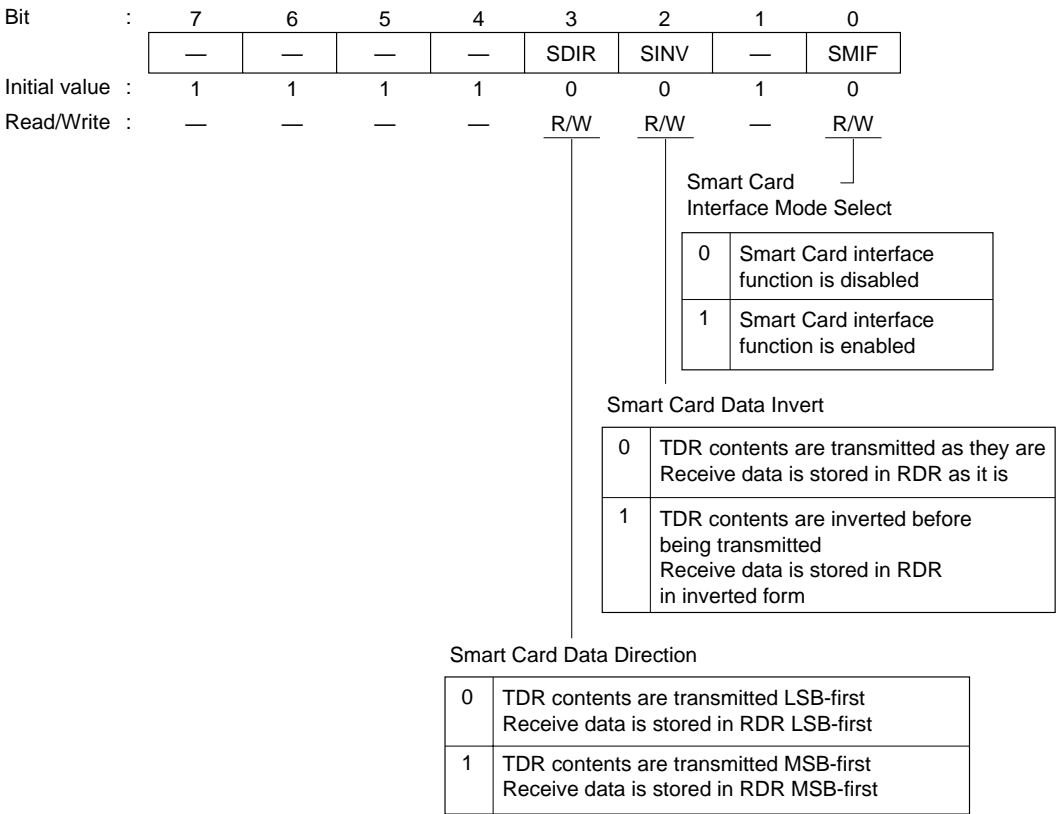 Bit : 7 6 5 4 3 2 1 0
— — — — SDIR SINV — SMIF
Initial value : 1 1 1 1 0 0 1 0
Read/Write : — — — — R/W R/W — R/W
Smart Card
Interface Mode Select
0 Smart Card interface
function is disabled
1 Smart Card interface
function is enabled
Smart Card Data Invert
0 TDR contents are transmitted as they are
Receive data is stored in RDR as it is
1 TDR contents are inverted before
being transmitted
Receive data is stored in RDR
in inverted form
Smart Card Data Direction
0 TDR contents are transmitted LSB-first
Receive data is stored in RDR LSB-first
1 TDR contents are transmitted MSB-first
Receive data is stored in RDR MSB-first